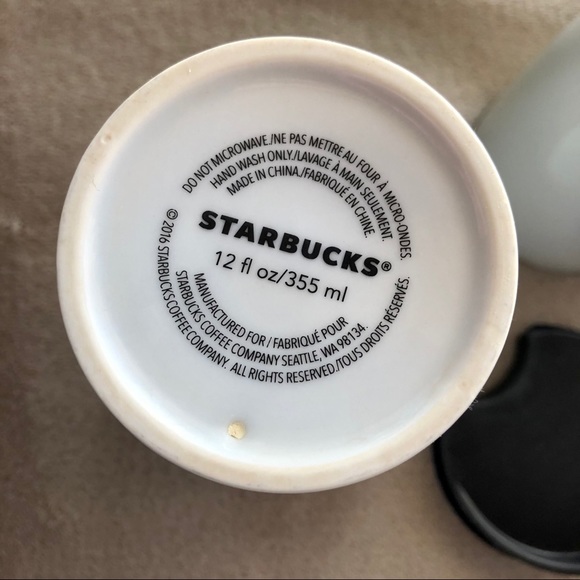 DO NOT MICROWAVE./NE PAS METTRE AU FOUR À MICRO-ONDES.
HAND WASH ONLY./LAVAGE À MAIN SEULEMENT.
MADE IN CHINA./FABRIQUÉ EN CHINE.
STARBUCKS®
12 fl oz/355 ml
MANUFACTURED FOR / FABRIQUÉ POUR
STARBUCKS COFFEE COMPANY SEATTLE, WA 98134.
© 2016 STARBUCKS COFFEE COMPANY. ALL RIGHTS RESERVED./TOUS DROITS RÉSERVÉS.